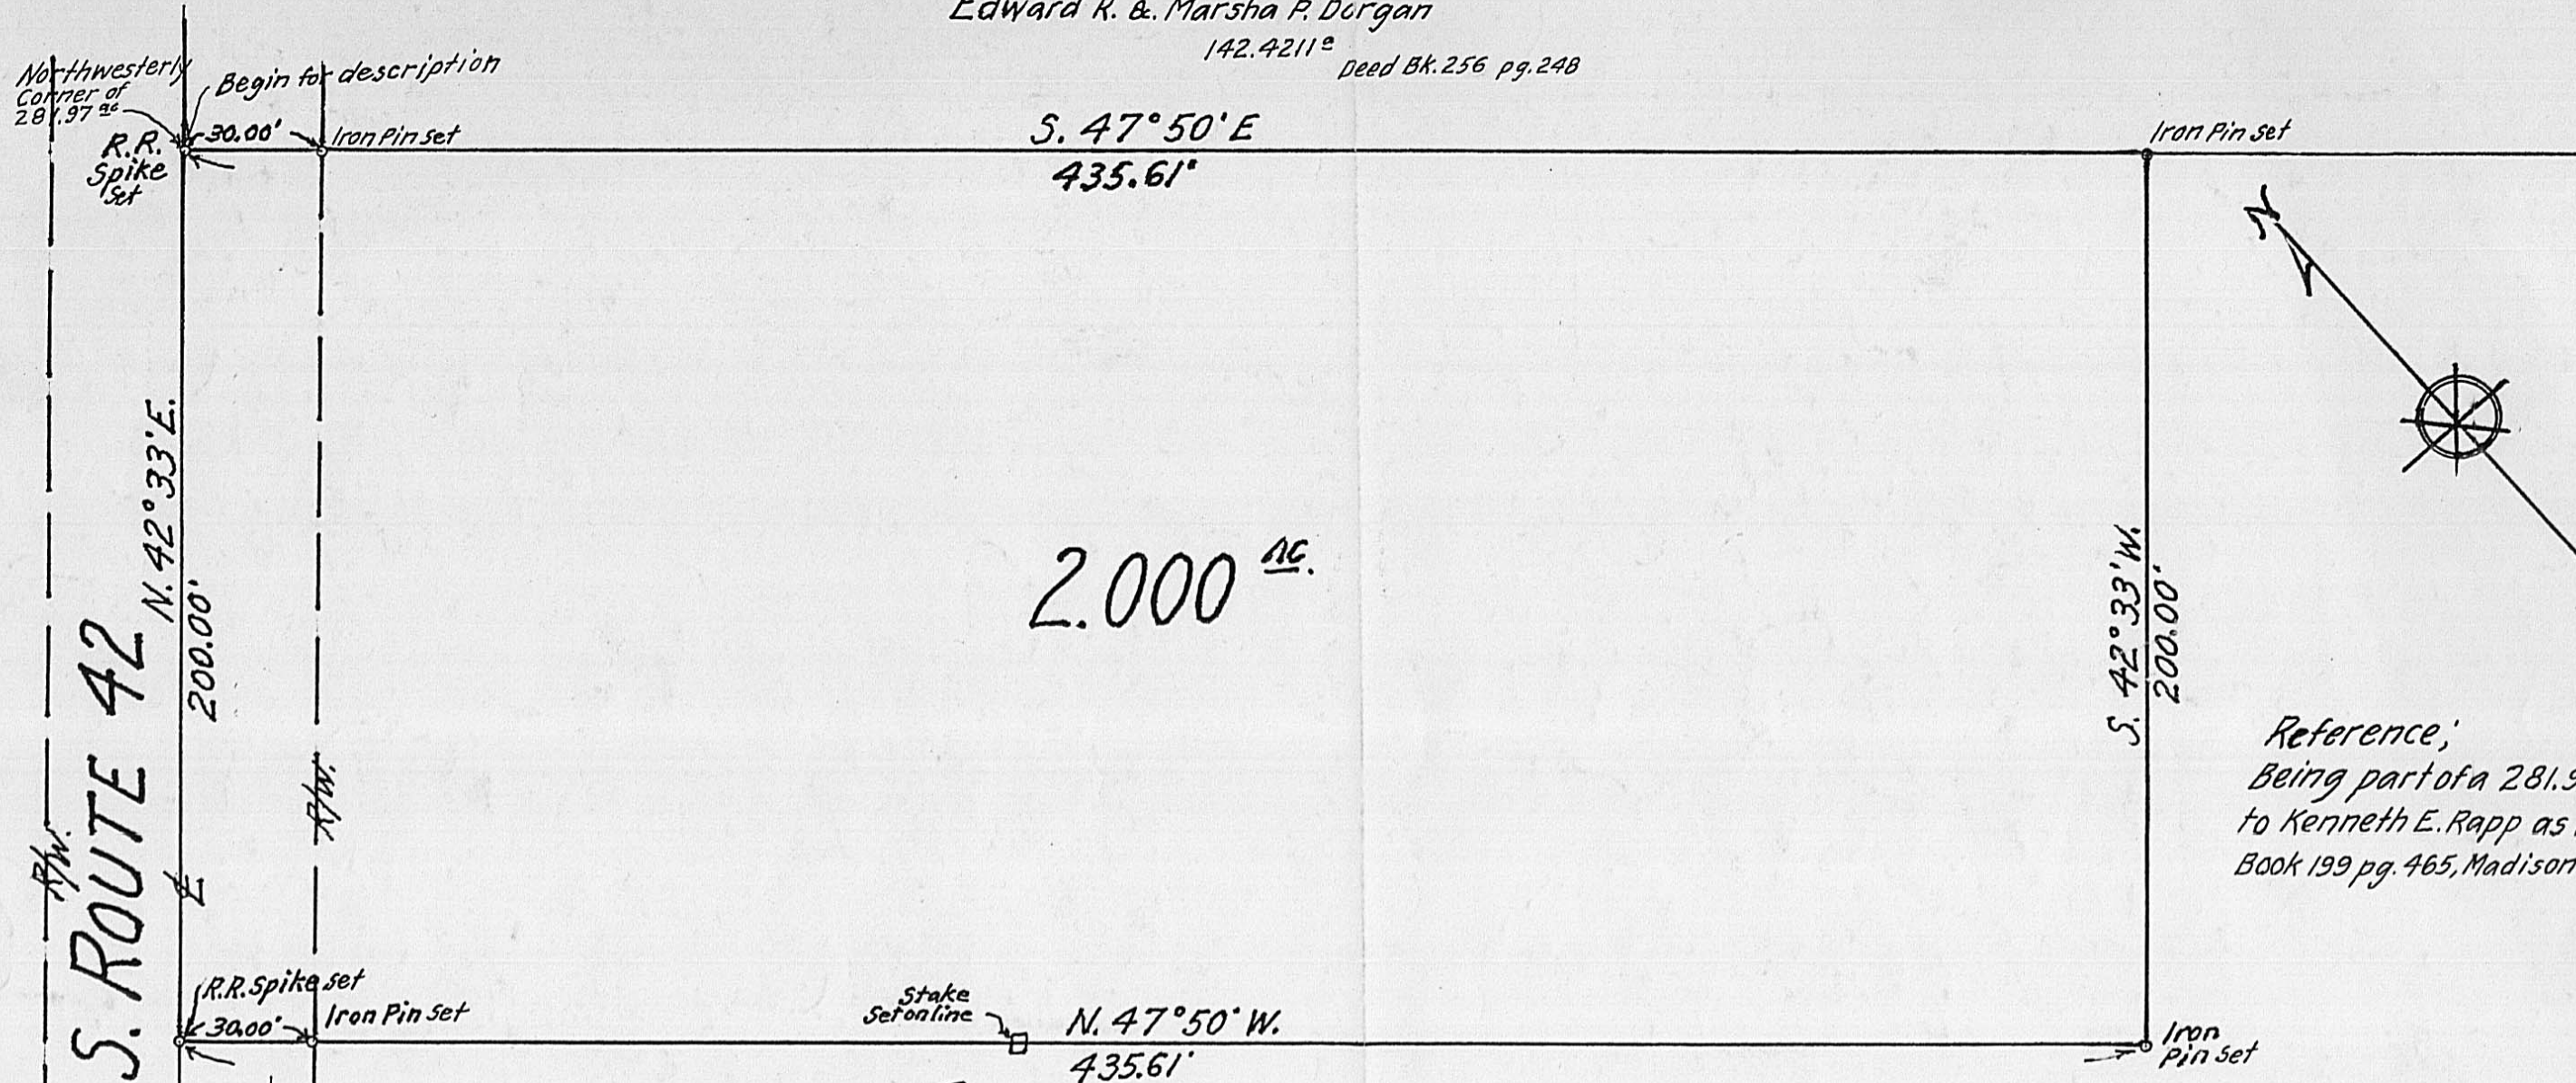 Edward R. & Marsha P. Dorgan
142.4211ª
Deed Bk. 256 pg. 248
Northwesterly
Corner of
281.97 ac
Begin for description
R.R.
Spike
Set
30.00'
Iron Pin set
S. 47°50' E
435.61'
Iron Pin set
N
N. 42°33' E.
200.00'
2.000 ac.
S. 42°33' W.
200.00'
S. ROUTE 42
R/W.
R/W.
℄
Reference;
Being part of a 281.9
to Kenneth E. Rapp as
Book 199 pg. 465, Madison
R.R. Spike set
30.00'
Iron Pin set
Stake
Set on line
N. 47°50' W.
435.61'
Iron
Pin set